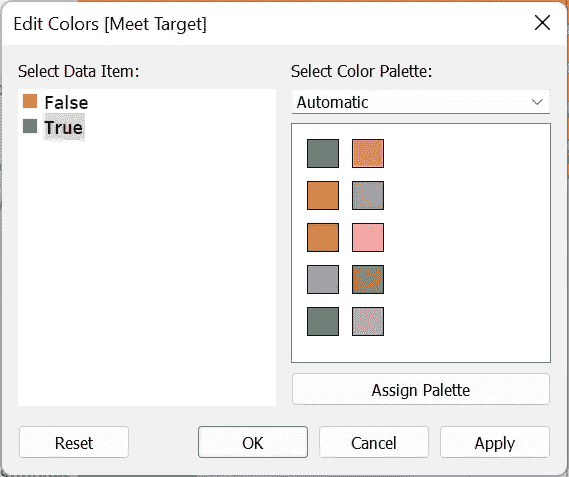 Edit Colors [Meet Target]
Select Data Item:
False
True
Select Color Palette:
Automatic
Assign Palette
Reset
OK
Cancel
Apply